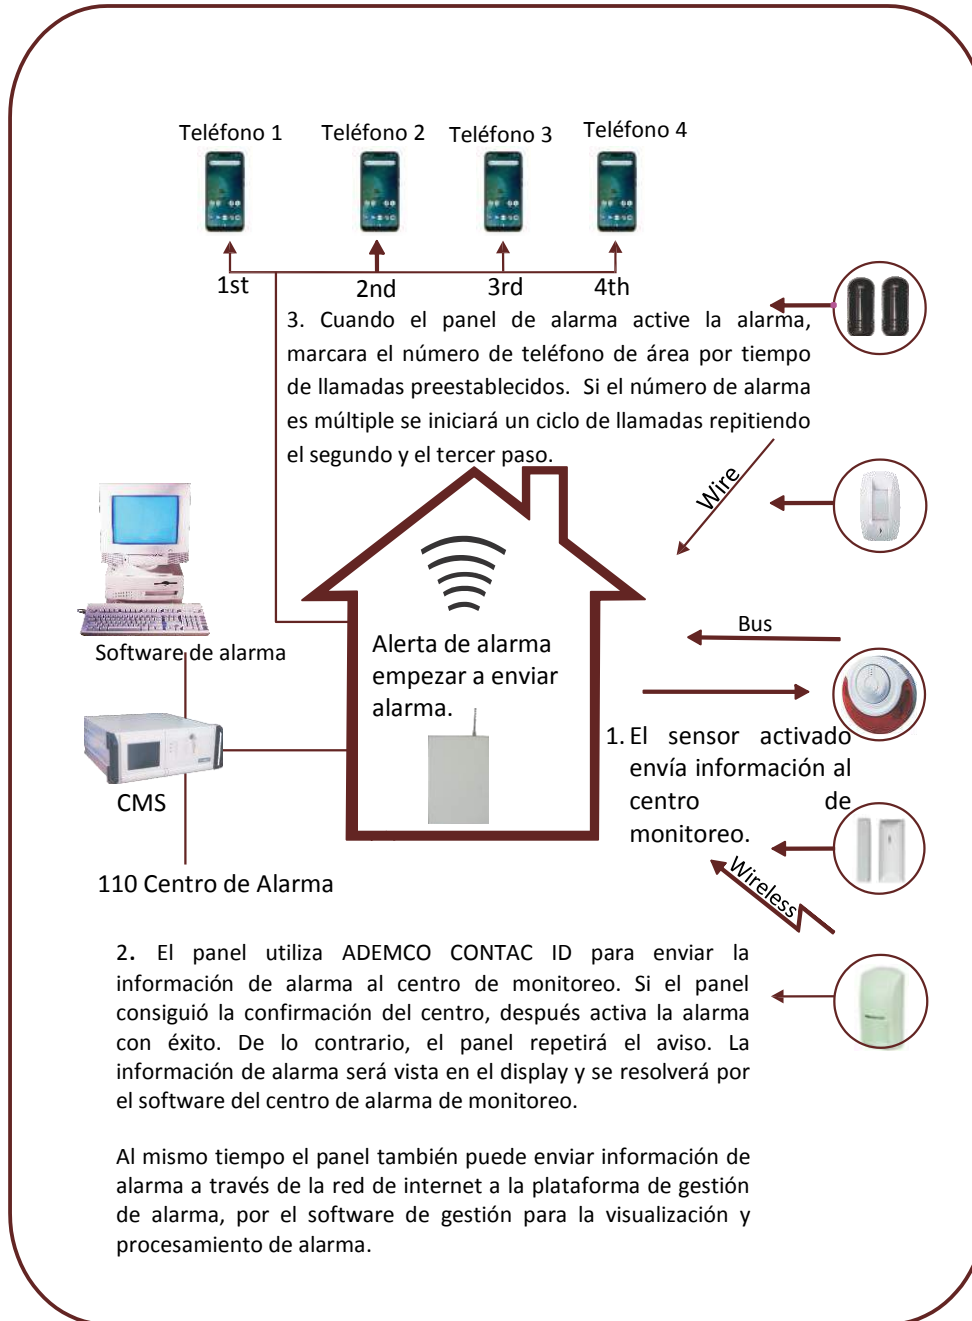 Teléfono 1
Teléfono 2
Teléfono 3
Teléfono 4
1st
2nd
3rd
4th
3. Cuando el panel de alarma active la alarma,
marcara el número de teléfono de área por tiempo
de llamadas preestablecidos. Si el número de alarma
es múltiple se iniciará un ciclo de llamadas repitiendo
el segundo y el tercer paso.
Wire
Bus
Software de alarma
Alerta de alarma
empezar a enviar
alarma.
1. El sensor activado
envía información al
centro de
monitoreo.
CMS
Wireless
110 Centro de Alarma
2. El panel utiliza ADEMCO CONTAC ID para enviar la
información de alarma al centro de monitoreo. Si el panel
consiguió la confirmación del centro, después activa la alarma
con éxito. De lo contrario, el panel repetirá el aviso. La
información de alarma será vista en el display y se resolverá por
el software del centro de alarma de monitoreo.
Al mismo tiempo el panel también puede enviar información de
alarma a través de la red de internet a la plataforma de gestión
de alarma, por el software de gestión para la visualización y
procesamiento de alarma.